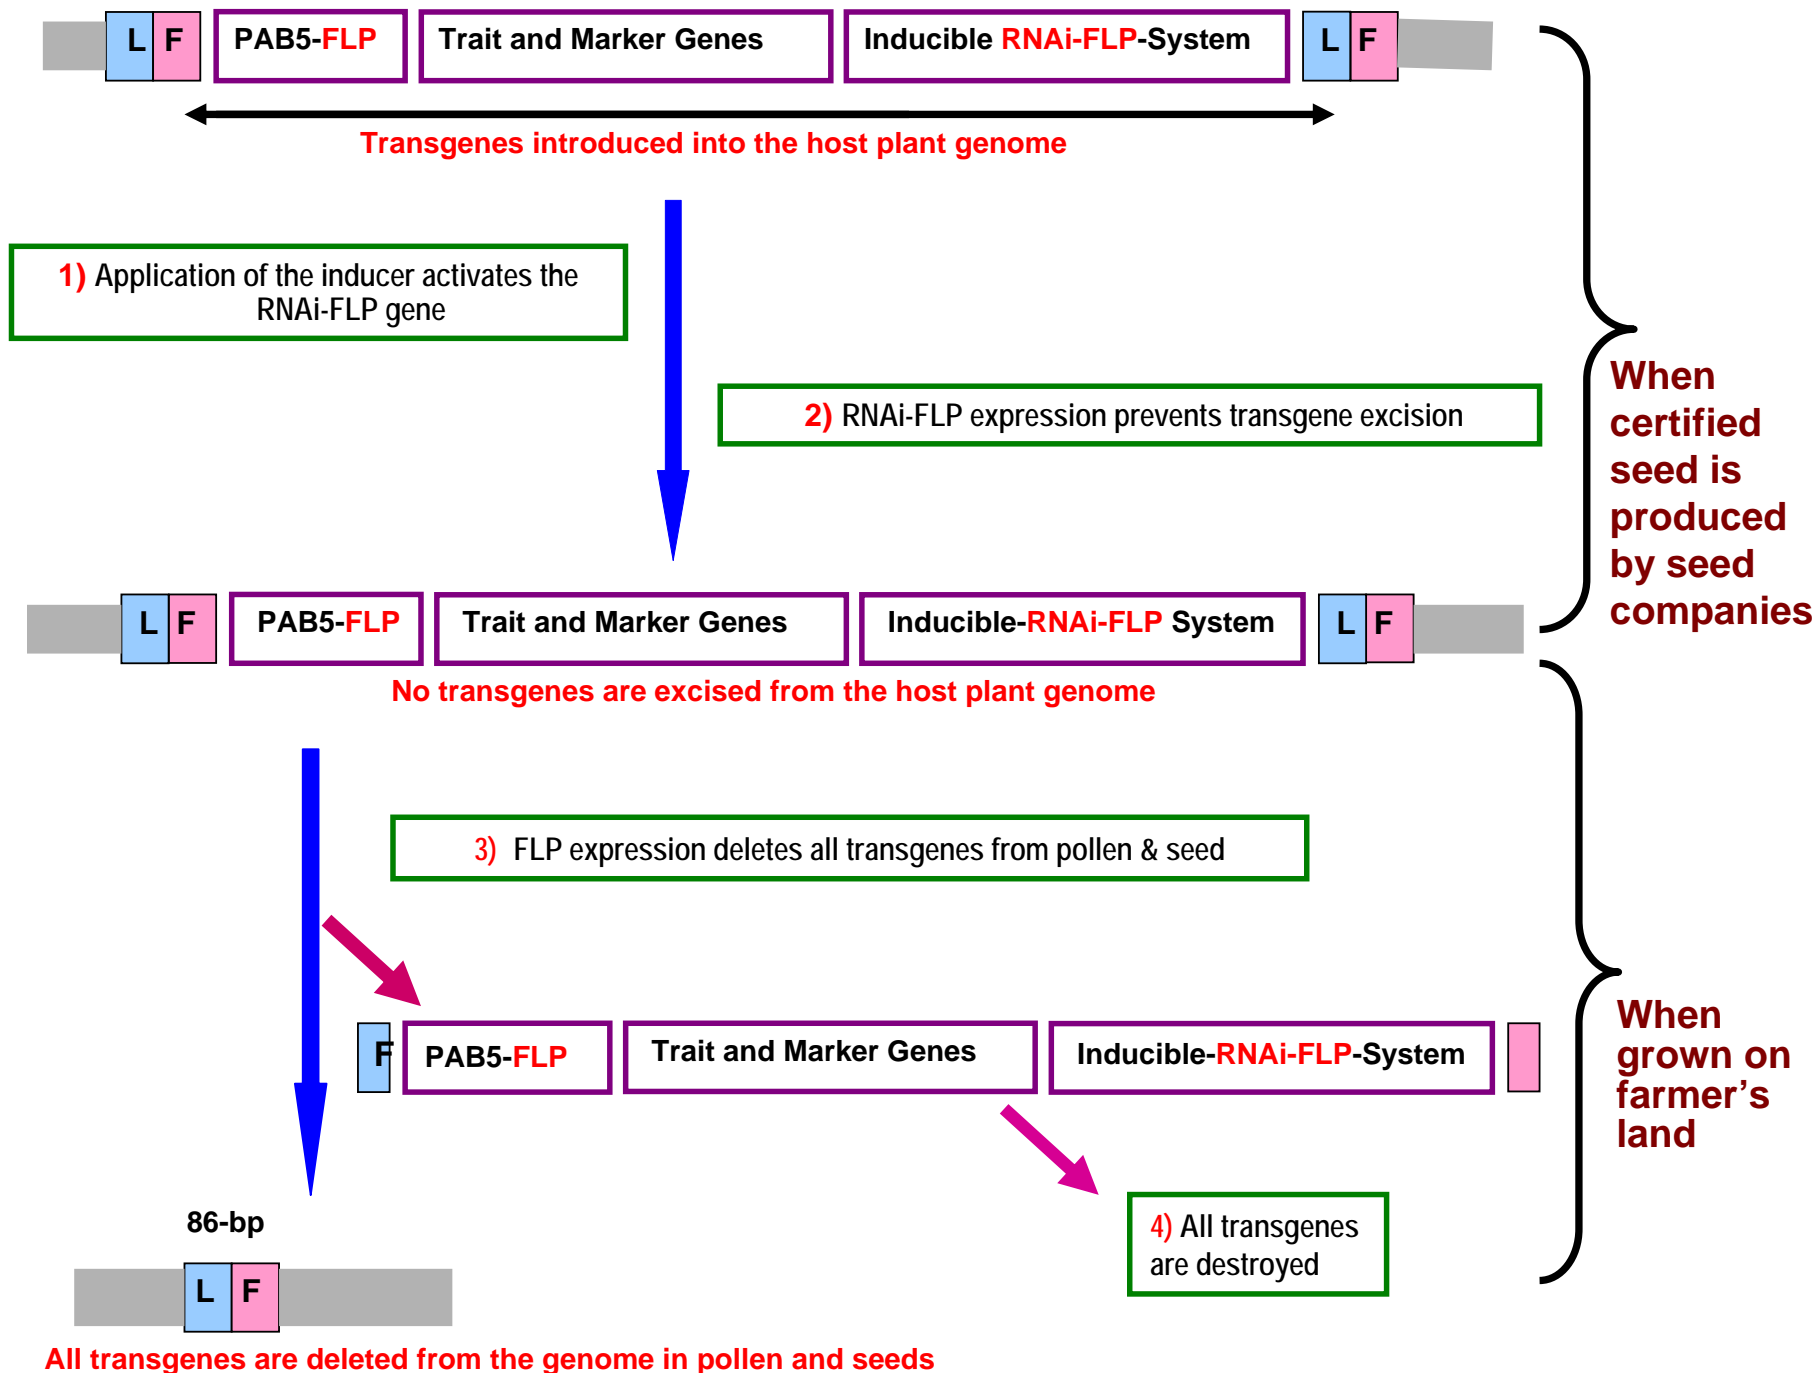 L F PAB5-FLP Trait and Marker Genes Inducible RNAi-FLP-System L F
Transgenes introduced into the host plant genome
1) Application of the inducer activates the
RNAi-FLP gene
2) RNAi-FLP expression prevents transgene excision
When
certified
seed is
produced
by seed
companies
L F PAB5-FLP Trait and Marker Genes Inducible-RNAi-FLP System L F
No transgenes are excised from the host plant genome
3) FLP expression deletes all transgenes from pollen & seed
F PAB5-FLP Trait and Marker Genes Inducible-RNAi-FLP-System
When
grown on
farmer's
land
4) All transgenes
are destroyed
86-bp
L F
All transgenes are deleted from the genome in pollen and seeds